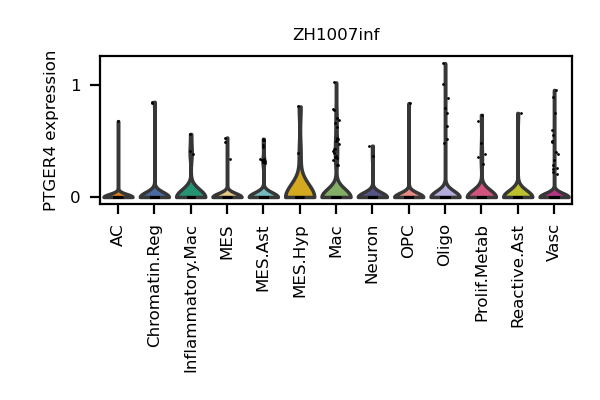 ZH1007inf
PTGER4 expression
1
0
AC
Chromatin.Reg
Inflammatory.Mac
MES
MES.Ast
MES.Hyp
Mac
Neuron
OPC
Oligo
Prolif.Metab
Reactive.Ast
Vasc